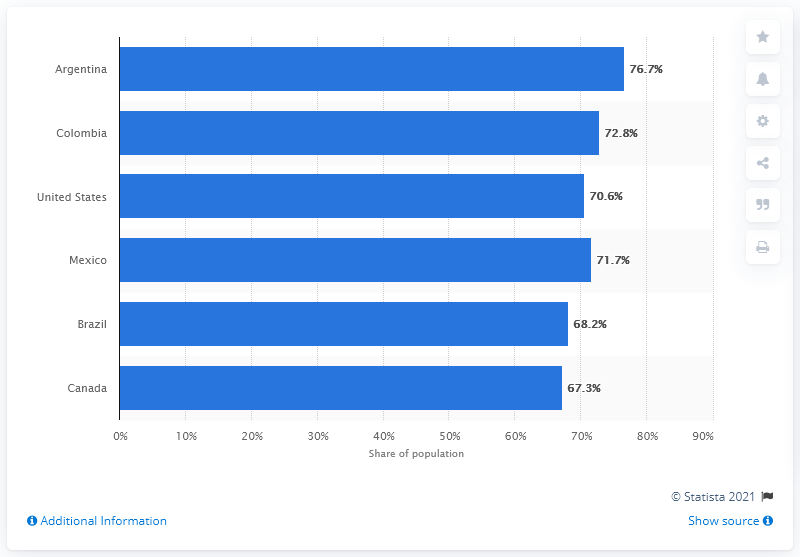 Argentina 76.7%
Colombia 72.8%
United States 70.6%
Mexico 71.7%
Brazil 68.2%
Canada 67.3%
0% 10% 20% 30% 40% 50% 60% 70% 80% 90%
Share of population
© Statista 2021
Additional Information Show source